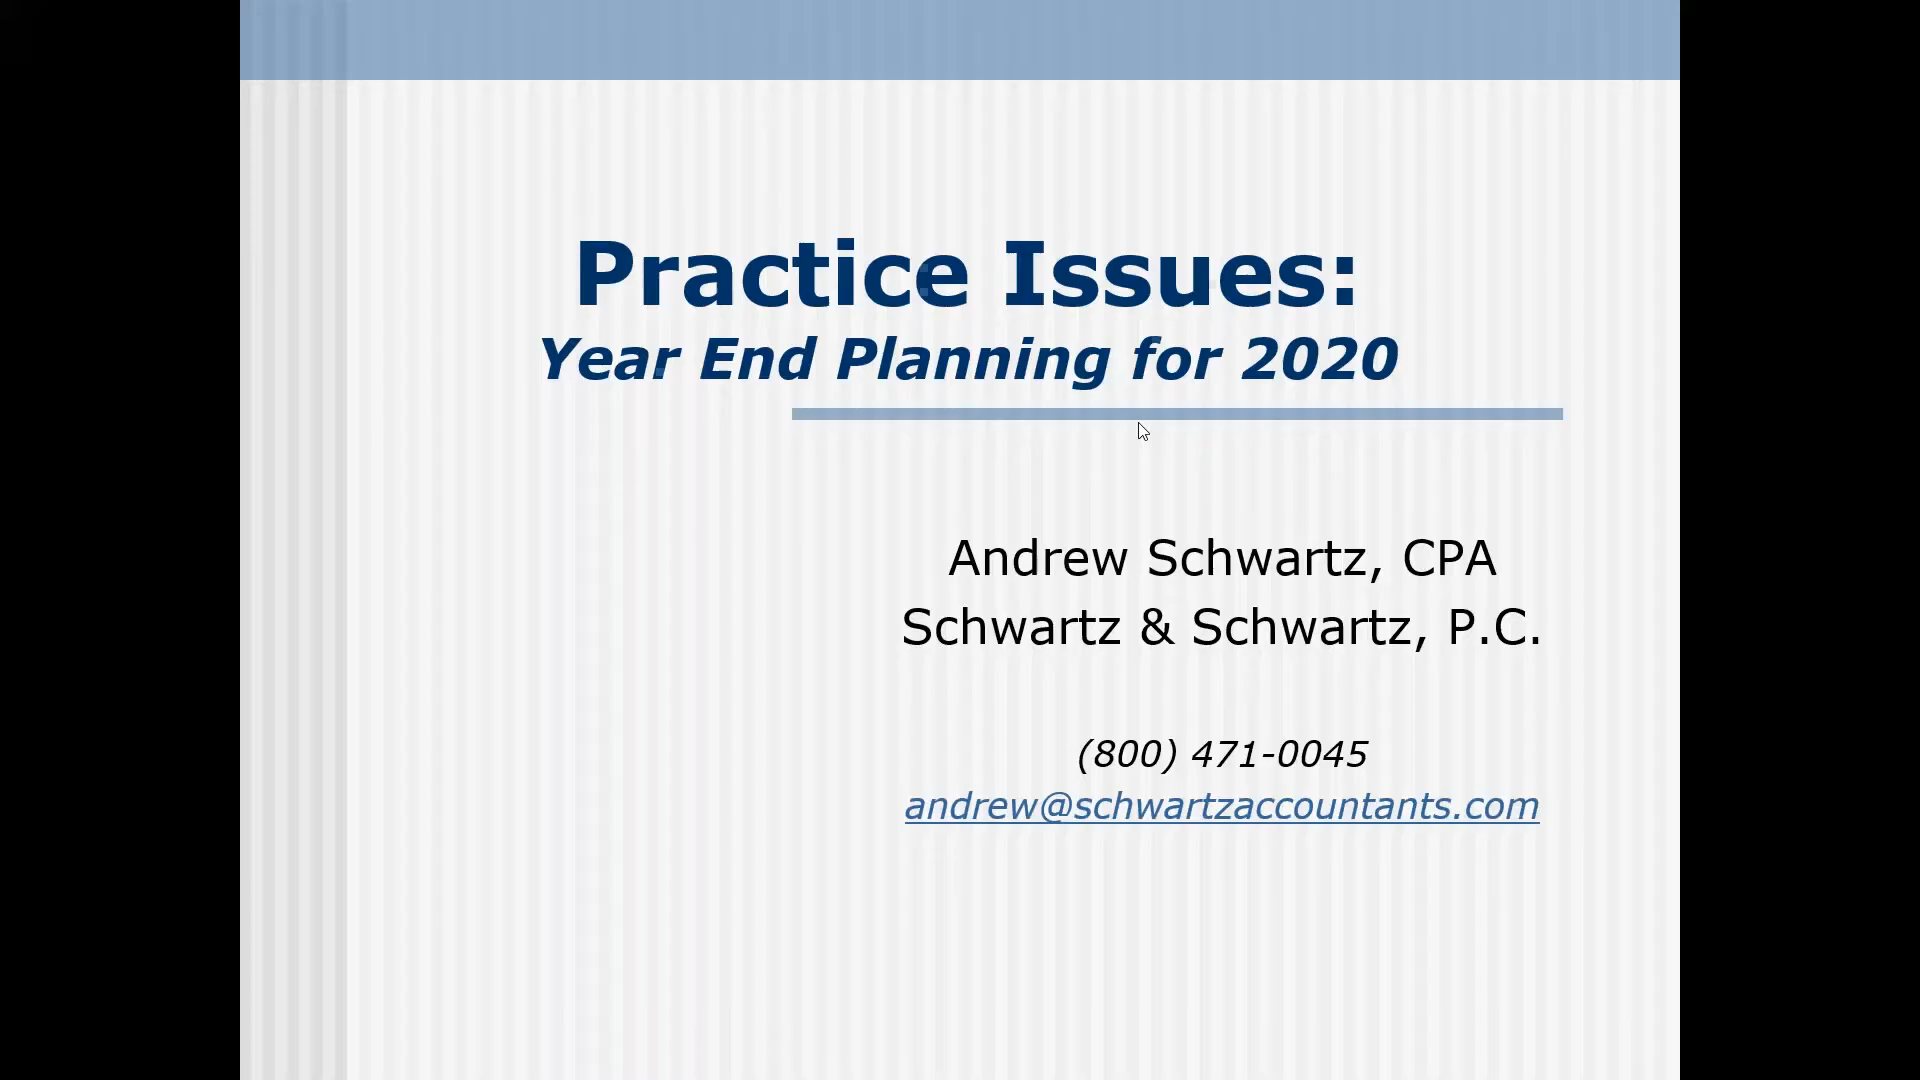 Practice Issues:
Year End Planning for 2020
Andrew Schwartz, CPA
Schwartz & Schwartz, P.C.
(800) 471-0045
andrew@schwartzaccountants.com